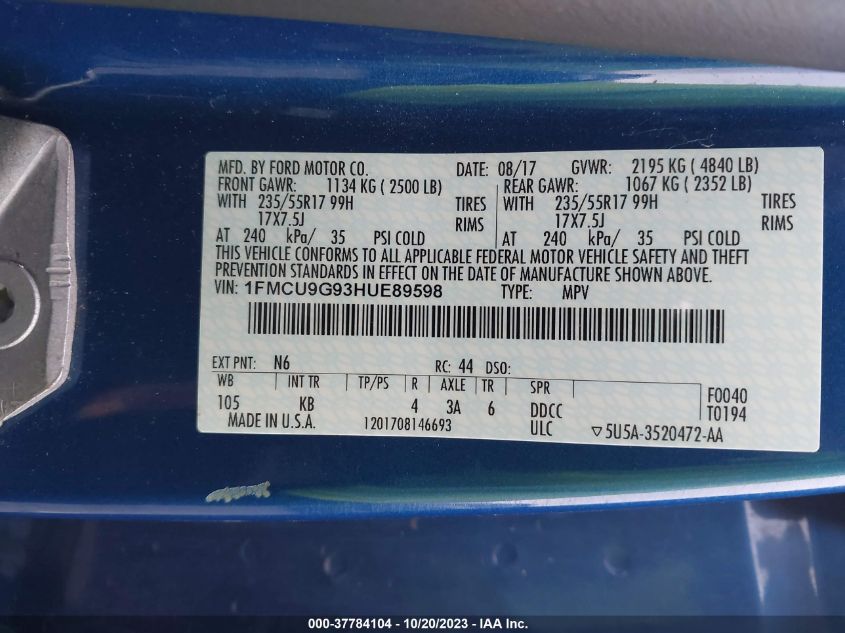 MFD. BY FORD MOTOR CO. DATE: 08/17 GVWR: 2195 KG ( 4840 LB)
FRONT GAWR: 1134 KG ( 2500 LB) REAR GAWR: 1067 KG ( 2352 LB)
WITH 235/55R17 99H TIRES WITH 235/55R17 99H TIRES
17X7.5J RIMS 17X7.5J RIMS
AT 240 kPa/ 35 PSI COLD AT 240 kPa/ 35 PSI COLD
THIS VEHICLE CONFORMS TO ALL APPLICABLE FEDERAL MOTOR VEHICLE SAFETY AND THEFT
PREVENTION STANDARDS IN EFFECT ON THE DATE OF MANUFACTURE SHOWN ABOVE.
VIN: 1FMCU9G93HUE89598 TYPE: MPV
EXT PNT: N6 RC: 44 DSO:
WB INT TR TP/PS R AXLE TR SPR F0040
105 KB 4 3A 6 DDCC T0194
MADE IN U.S.A. 1201708146693 ULC ▽5U5A-3520472-AA
000-37784104 - 10/20/2023 - IAA Inc.